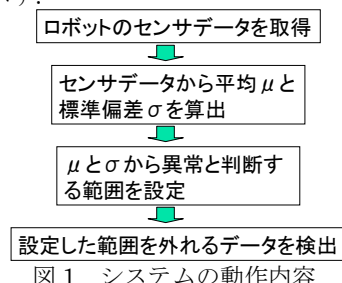 ロボットのセンサデータを取得
センサデータから平均μと
標準偏差σを算出
μとσから異常と判断す
る範囲を設定
設定した範囲を外れるデータを検出
図1 システムの動作内容